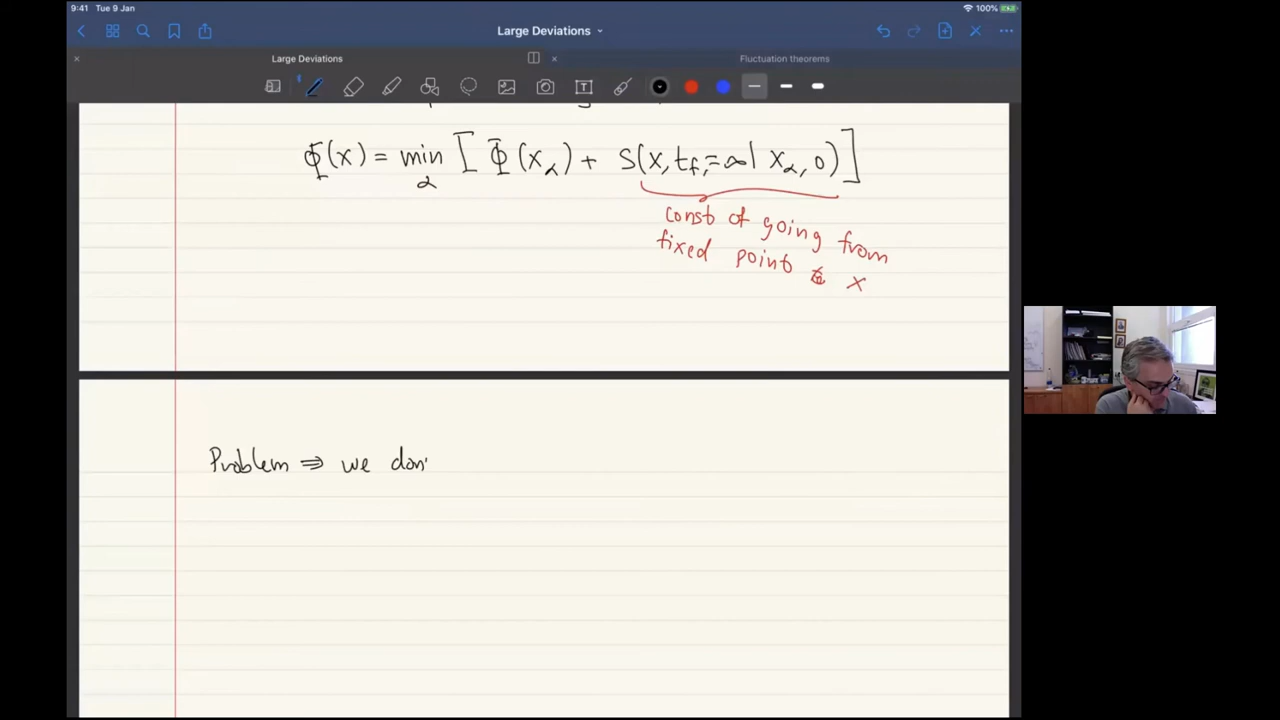 9:41 Tue 9 Jan
100%
Large Deviations
Large Deviations
Fluctuation theorems
Φ(x) = min_α [ Φ(x_α) + S(x, t_f = ∞ | x_α, 0) ]
const of going from
fixed point to x
Problem ⇒ we don'